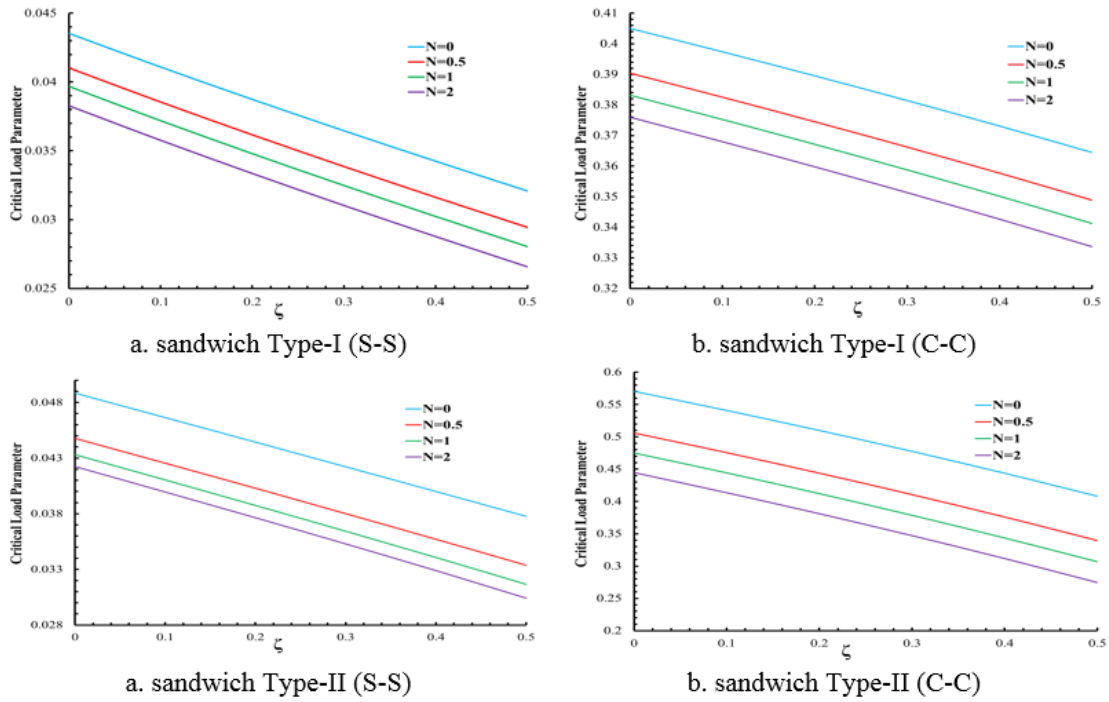 Critical Load Parameter
0.045
0.04
0.035
0.03
0.025
0
0.1
0.2
0.3
0.4
0.5
ζ
N=0
N=0.5
N=1
N=2
a. sandwich Type-I (S-S)
Critical Load Parameter
0.41
0.4
0.39
0.38
0.37
0.36
0.35
0.34
0.33
0.32
0
0.1
0.2
0.3
0.4
0.5
ζ
N=0
N=0.5
N=1
N=2
b. sandwich Type-I (C-C)
Critical Load Parameter
0.048
0.043
0.038
0.033
0.028
0
0.1
0.2
0.3
0.4
0.5
ζ
N=0
N=0.5
N=1
N=2
a. sandwich Type-II (S-S)
Critical Load Parameter
0.6
0.55
0.5
0.45
0.4
0.35
0.3
0.25
0.2
0
0.1
0.2
0.3
0.4
0.5
ζ
N=0
N=0.5
N=1
N=2
b. sandwich Type-II (C-C)